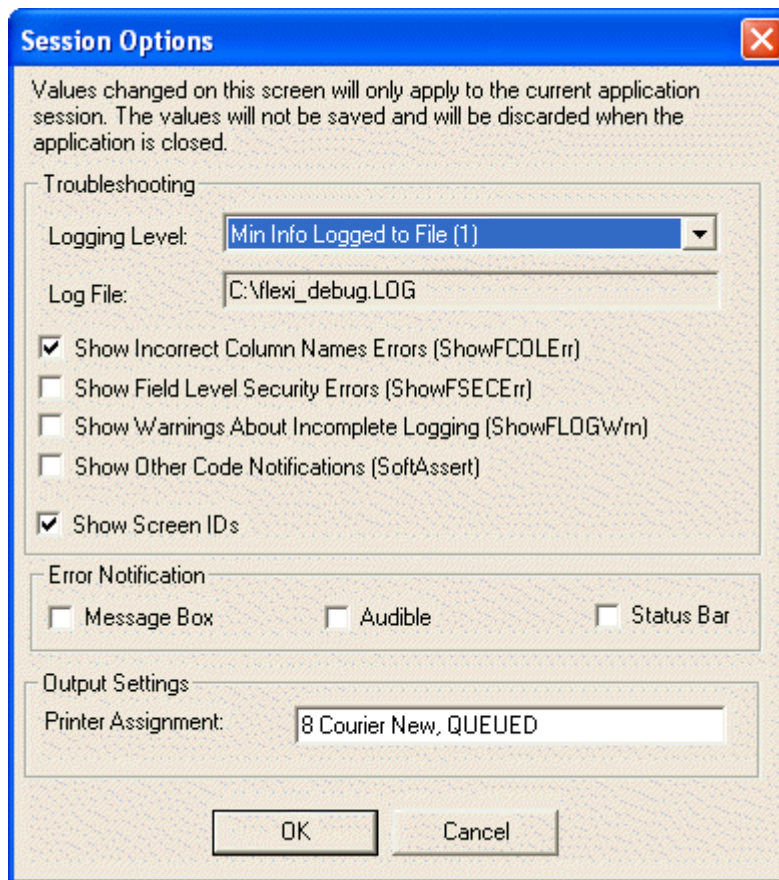 Session Options
Values changed on this screen will only apply to the current application
session. The values will not be saved and will be discarded when the
application is closed.
Troubleshooting
Logging Level: Min Info Logged to File (1)
Log File: C:\flexi_debug.LOG
Show Incorrect Column Names Errors (ShowFCOLErr)
Show Field Level Security Errors (ShowFSECErr)
Show Warnings About Incomplete Logging (ShowFLOGWrn)
Show Other Code Notifications (SoftAssert)
Show Screen IDs
Error Notification
Message Box Audible Status Bar
Output Settings
Printer Assignment: 8 Courier New, QUEUED
OK Cancel